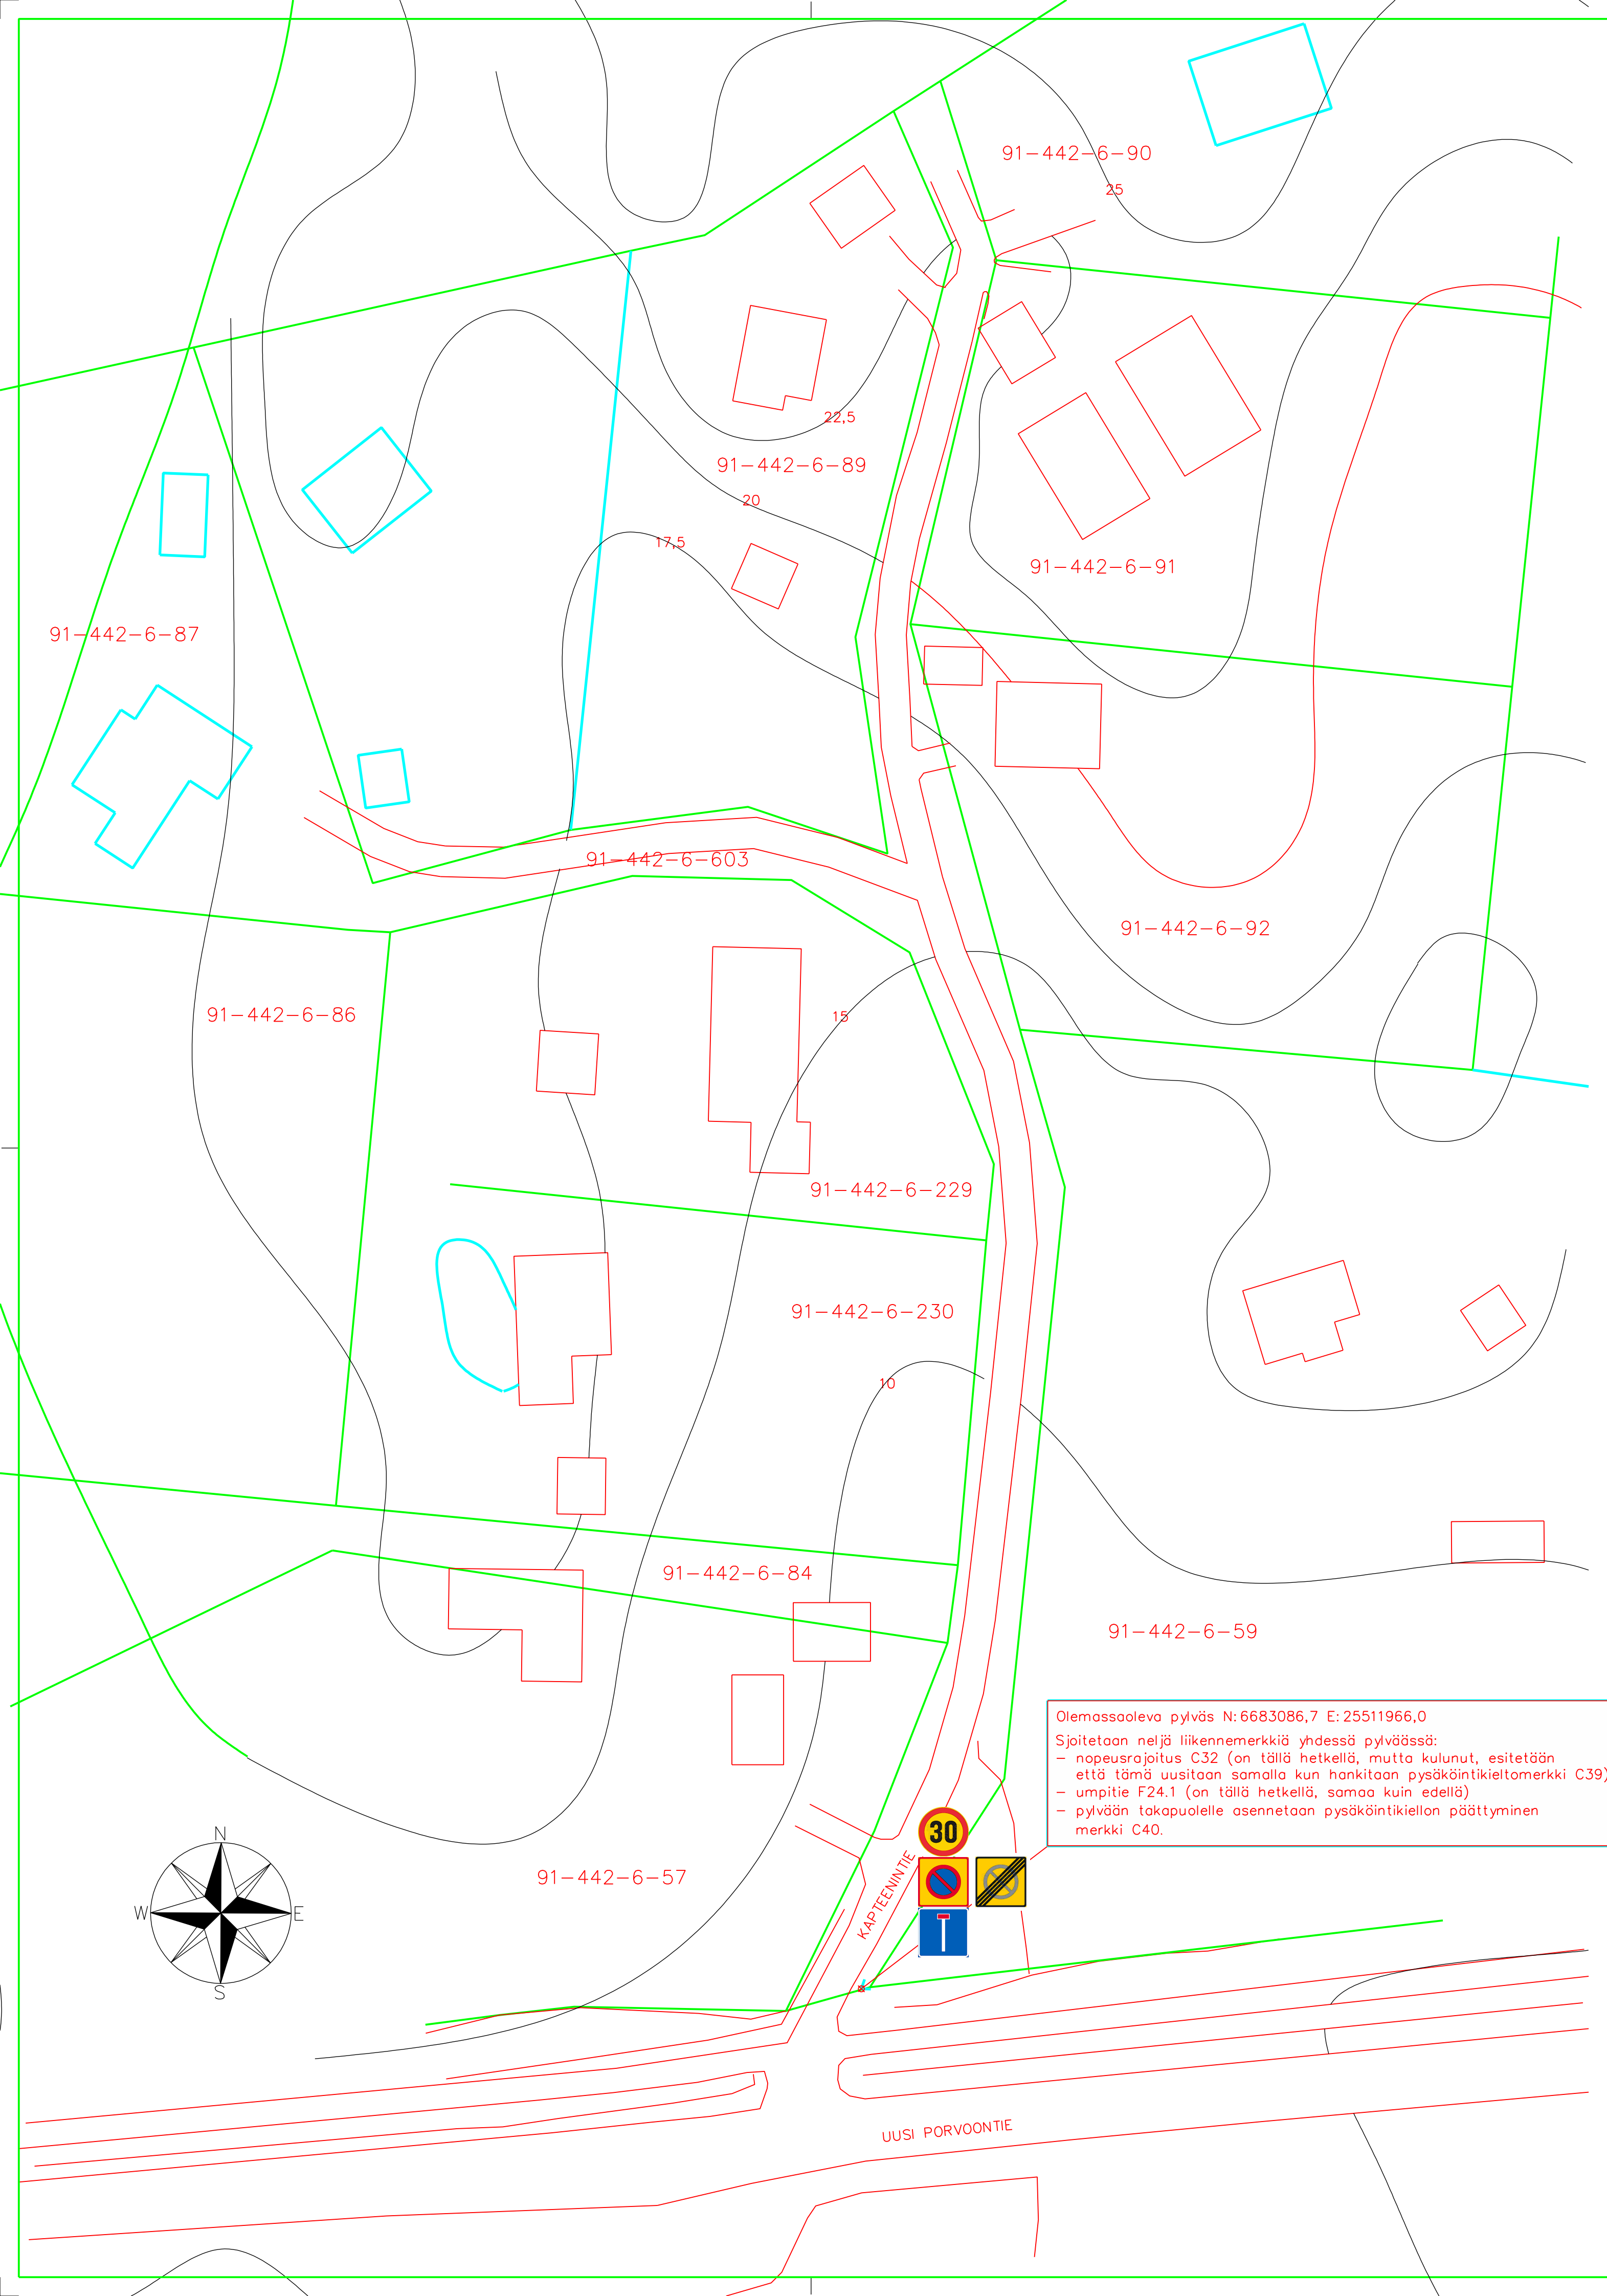 91-442-6-90
25
22,5
91-442-6-89
20
17,5
91-442-6-91
91-442-6-87
91-442-6-603
91-442-6-92
91-442-6-86
15
91-442-6-229
91-442-6-230
10
91-442-6-84
91-442-6-59
Olemassaoleva pylväs N:6683086,7 E:25511966,0
Sjoitetaan neljä liikennemerkkiä yhdessä pylväässä:
- nopeusrajoitus C32 (on tällä hetkellä, mutta kulunut, esitetään
että tämä uusitaan samalla kun hankitaan pysäköintikieltomerkki C39)
- umpitie F24.1 (on tällä hetkellä, samaa kuin edellä)
- pylvään takapuolelle asennetaan pysäköintikiellon päättyminen
merkki C40.
30
N
W
E
S
91-442-6-57
KAPTEENINTIE
UUSI PORVOONTIE